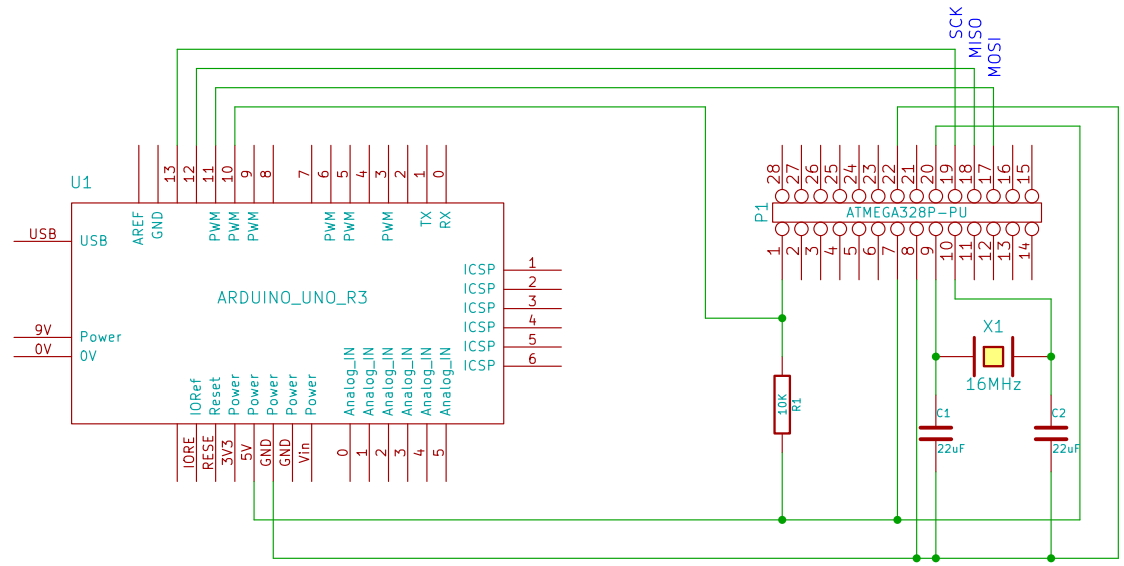 SCK
MISO
MOSI
U1
13
12
11
10
9
8
7
6
5
4
3
2
1
0
AREF
GND
PWM
PWM
PWM
PWM
PWM
PWM
TX
RX
USB
USB
ARDUINO_UNO_R3
ICSP 1
ICSP 2
ICSP 3
ICSP 4
ICSP 5
ICSP 6
9V
Power
0V
0V
IORef
Reset
Power
Power
GND
Power
Power
Analog_IN
Analog_IN
Analog_IN
Analog_IN
Analog_IN
Analog_IN
IORE
RESE
3V3
5V
GND
GND
Vin
0
1
2
3
4
5
28
27
26
25
24
23
22
21
20
19
18
17
16
15
P1
ATMEGA328P-PU
1
2
3
4
5
6
7
8
9
10
11
12
13
14
X1
16MHz
10K
R1
C1
22uF
C2
22uF